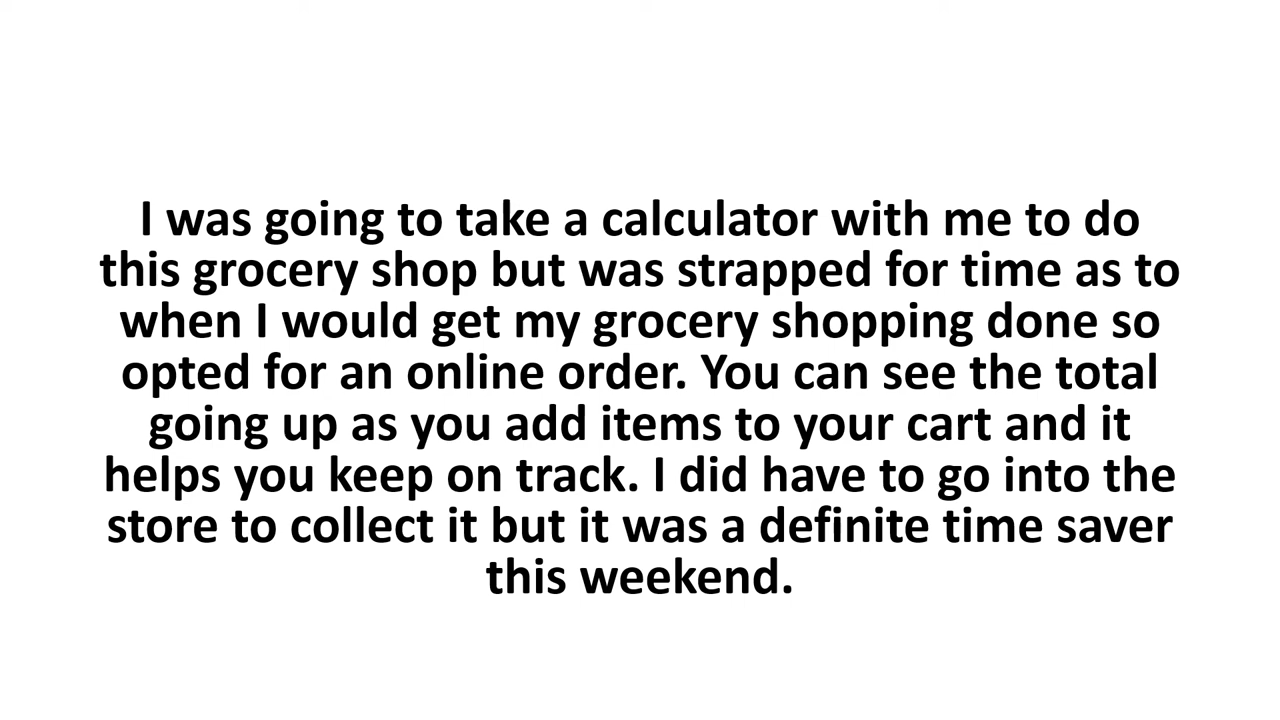 I was going to take a calculator with me to do
this grocery shop but was strapped for time as to
when I would get my grocery shopping done so
opted for an online order. You can see the total
going up as you add items to your cart and it
helps you keep on track. I did have to go into the
store to collect it but it was a definite time saver
this weekend.